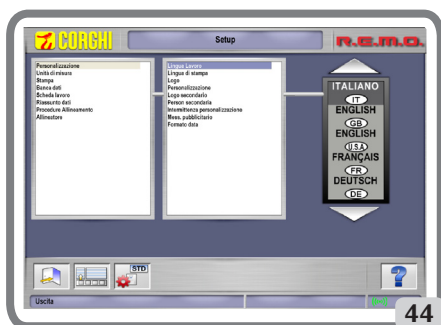 CORGHI
Setup
R.E.M.O.
Personalizzazione
Unità di misura
Stampa
Banca dati
Scheda lavoro
Riassunto dati
Procedure Allineamento
Allineatore
Lingua Lavoro
Lingua di stampa
Logo
Personalizzazione
Logo secondario
Person secondaria
Intermittenza personalizzazione
Mess. pubblicitario
Formato data
ITALIANO
IT
ENGLISH
GB
ENGLISH
U.S.A
FRANÇAIS
FR
DEUTSCH
DE
STD
?
Uscita
44